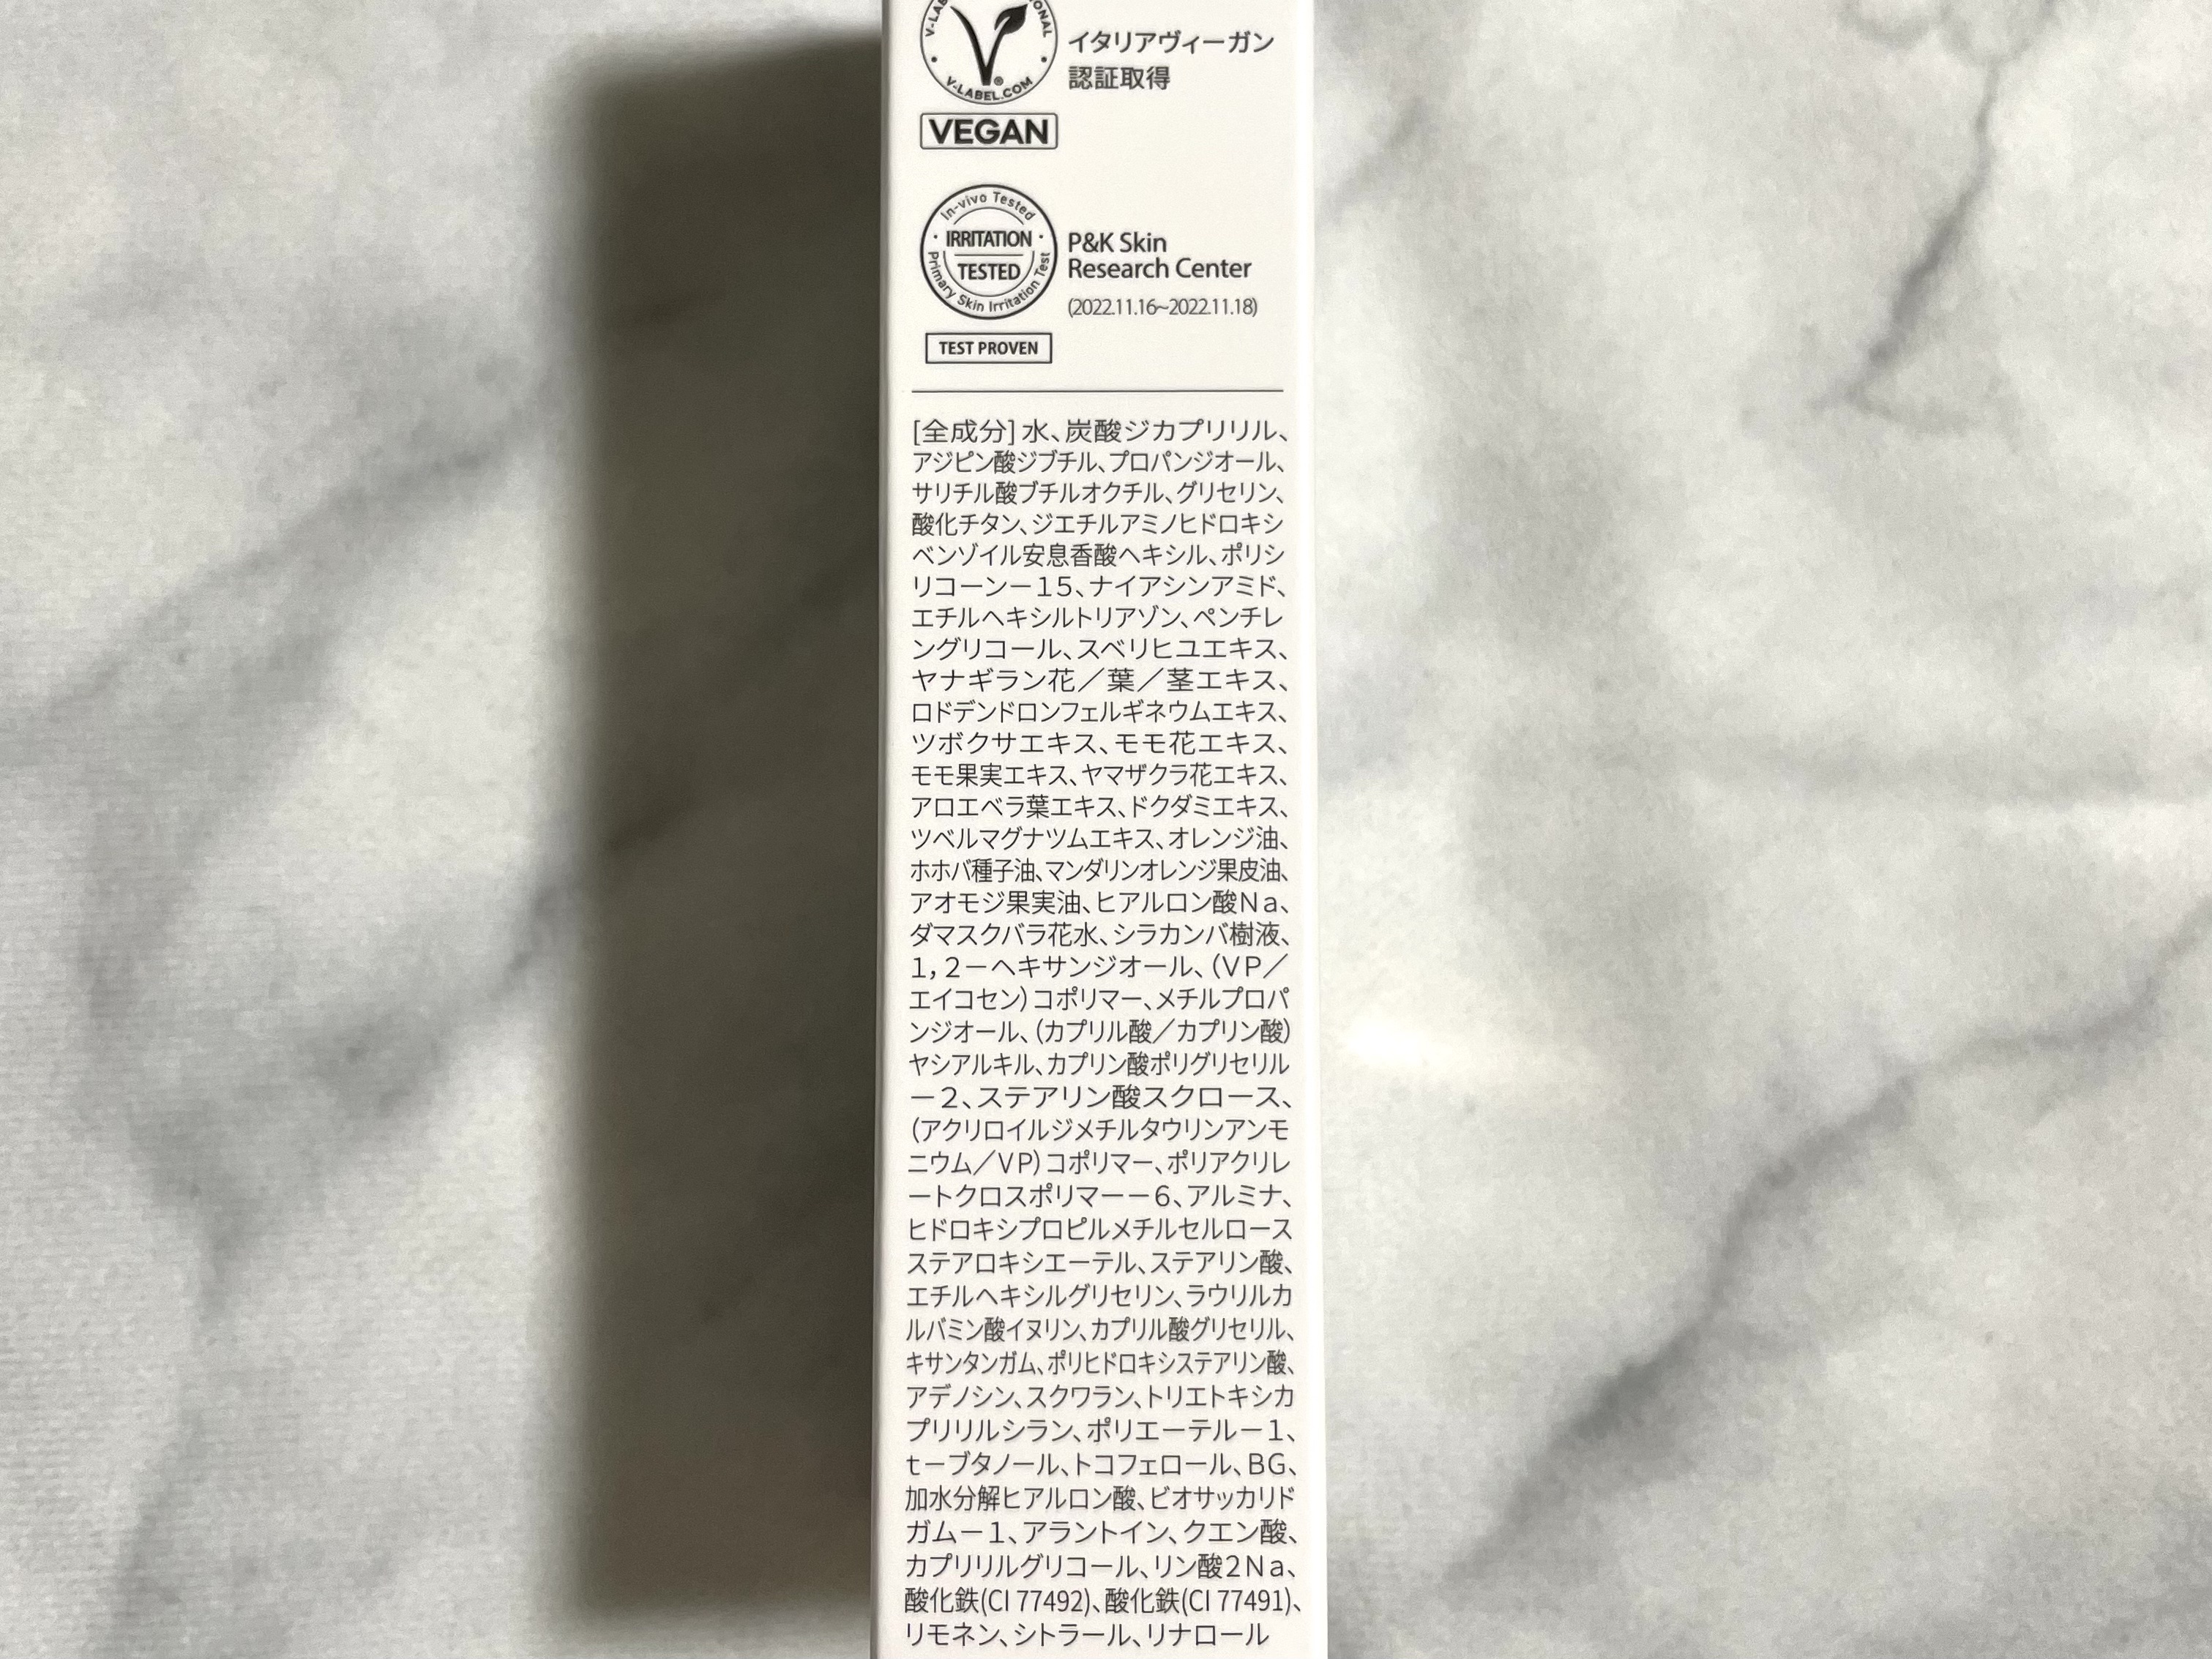 V-LABEL.COM
VEGAN
イタリアヴィーガン
認証取得
In-vivo Tested
IRRITATION
TESTED
Primary Skin Irritation Test
TEST PROVEN
P&K Skin
Research Center
(2022.11.16~2022.11.18)
[全成分] 水、炭酸ジカプリリル、
アジピン酸ジブチル、プロパンジオール、
サリチル酸ブチルオクチル、グリセリン、
酸化チタン、ジエチルアミノヒドロキシ
ベンゾイル安息香酸ヘキシル、ポリシ
リコーン－15、ナイアシンアミド、
エチルヘキシルトリアゾン、ペンチレ
ングリコール、スベリヒユエキス、
ヤナギラン花／葉／茎エキス、
ロドデンドロンフェルギネウムエキス、
ツボクサエキス、モモ花エキス、
モモ果実エキス、ヤマザクラ花エキス、
アロエベラ葉エキス、ドクダミエキス、
ツベルマグナツムエキス、オレンジ油、
ホホバ種子油、マンダリンオレンジ果皮油、
アオモジ果実油、ヒアルロン酸Na、
ダマスクバラ花水、シラカンバ樹液、
1，2－ヘキサンジオール、(VP／
エイコセン)コポリマー、メチルプロパ
ンジオール、(カプリル酸／カプリン酸)
ヤシアルキル、カプリン酸ポリグリセリル
－2、ステアリン酸スクロース、
(アクリロイルジメチルタウリンアンモ
ニウム／VP)コポリマー、ポリアクリレ
ートクロスポリマー－6、アルミナ、
ヒドロキシプロピルメチルセルロース
ステアロキシエーテル、ステアリン酸、
エチルヘキシルグリセリン、ラウリルカ
ルバミン酸イヌリン、カプリル酸グリセリル、
キサンタンガム、ポリヒドロキシステアリン酸、
アデノシン、スクワラン、トリエトキシカ
プリリルシラン、ポリエーテル－1、
t－ブタノール、トコフェロール、BG、
加水分解ヒアルロン酸、ビオサッカリド
ガム－1、アラントイン、クエン酸、
カプリリルグリコール、リン酸2Na、
酸化鉄(CI 77492)、酸化鉄(CI 77491)、
リモネン、シトラール、リナロール